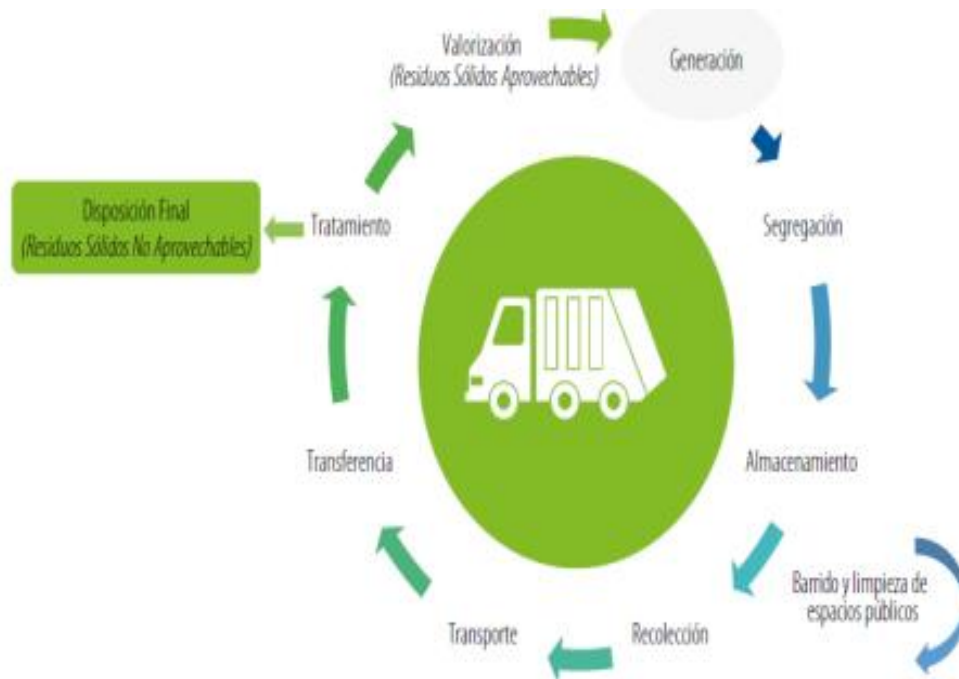 Valorización
(Residuos Sólidos Aprovechables)
Generación
Disposición Final
(Residuos Sólidos No Aprovechables)
Tratamiento
Segregación
Transferencia
Almacenamiento
Barrido y limpieza de
espacios públicos
Transporte
Recolección